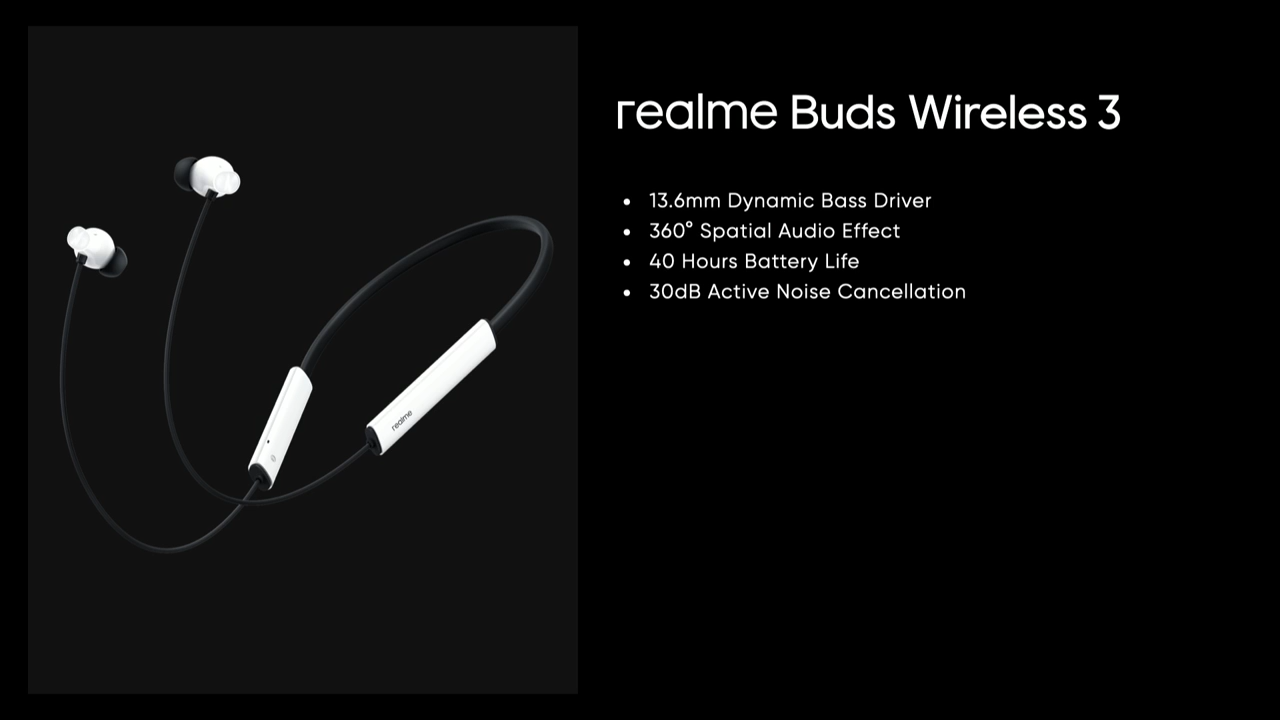 realme Buds Wireless 3
• 13.6mm Dynamic Bass Driver
• 360° Spatial Audio Effect
• 40 Hours Battery Life
• 30dB Active Noise Cancellation
realme